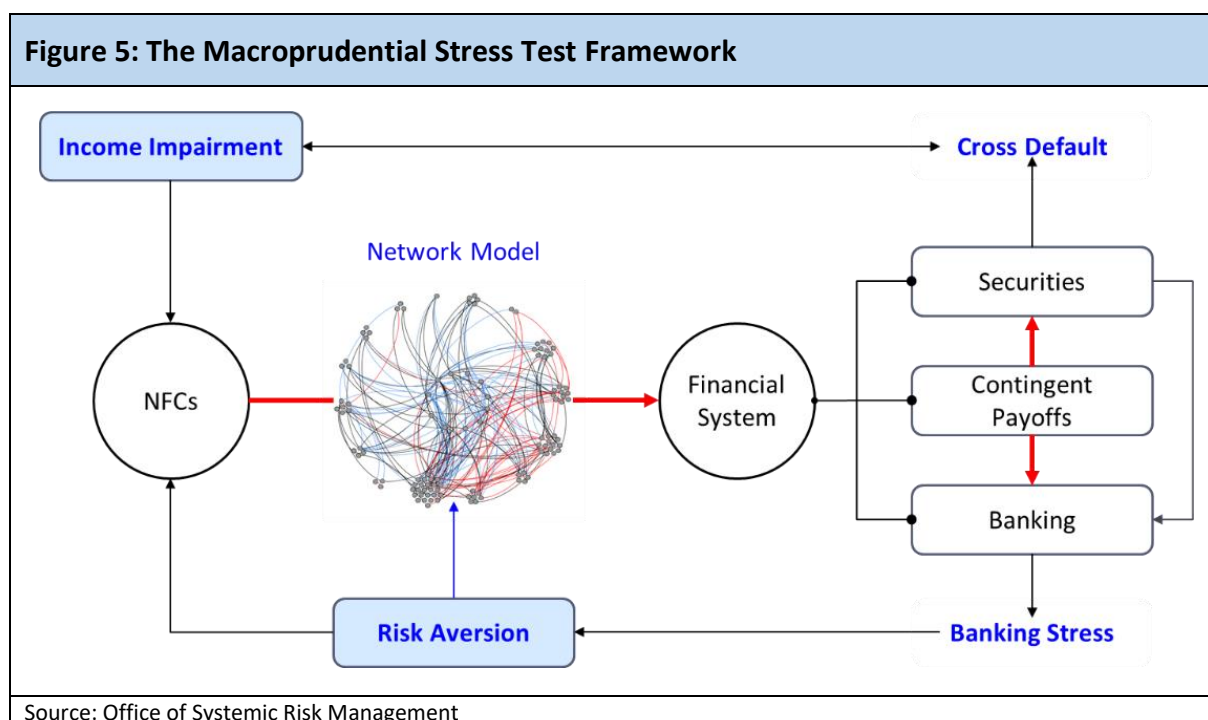 Figure 5: The Macroprudential Stress Test Framework
Income Impairment
Cross Default
Network Model
Securities
NFCs
Financial
System
Contingent
Payoffs
Banking
Risk Aversion
Banking Stress
Source: Office of Systemic Risk Management